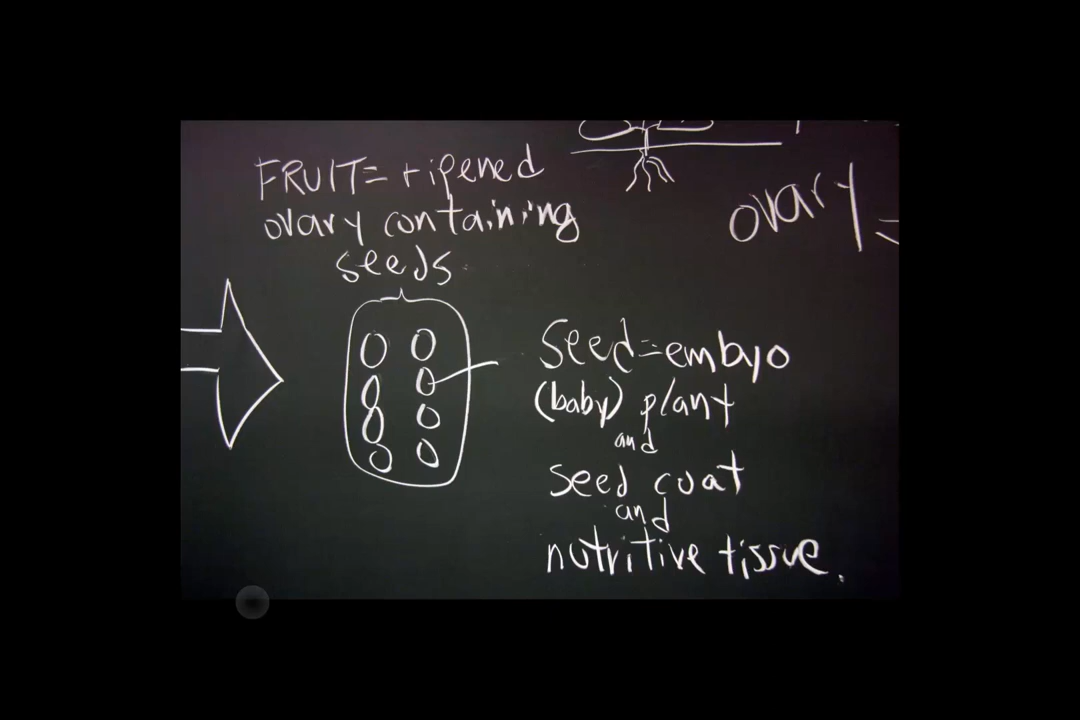 FRUIT = ripened
ovary containing
seeds
ovary =
Seed = embyo
(baby) plant
and
seed coat
and
nutritive tissue.